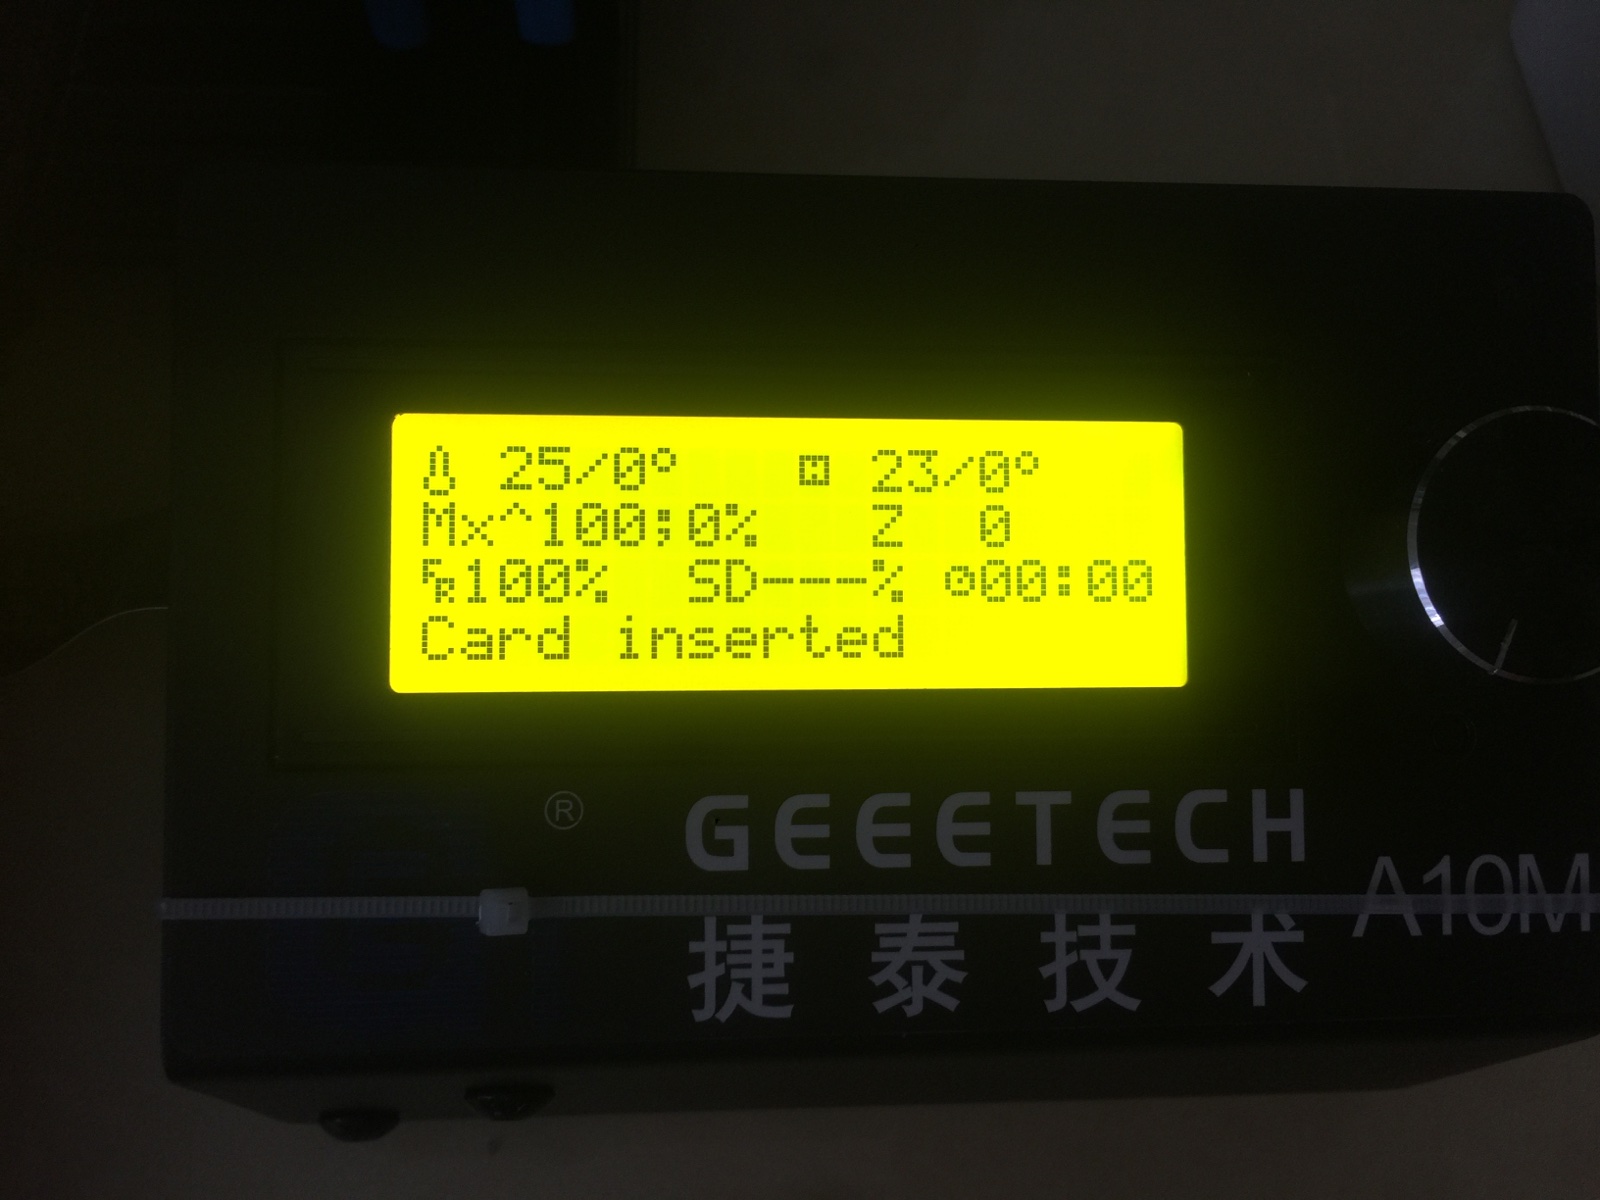 25/0° 23/0°
Mx^100;0% Z 0
100% SD---% 00:00
Card inserted
®
GEEETECH
A10M
捷泰技术